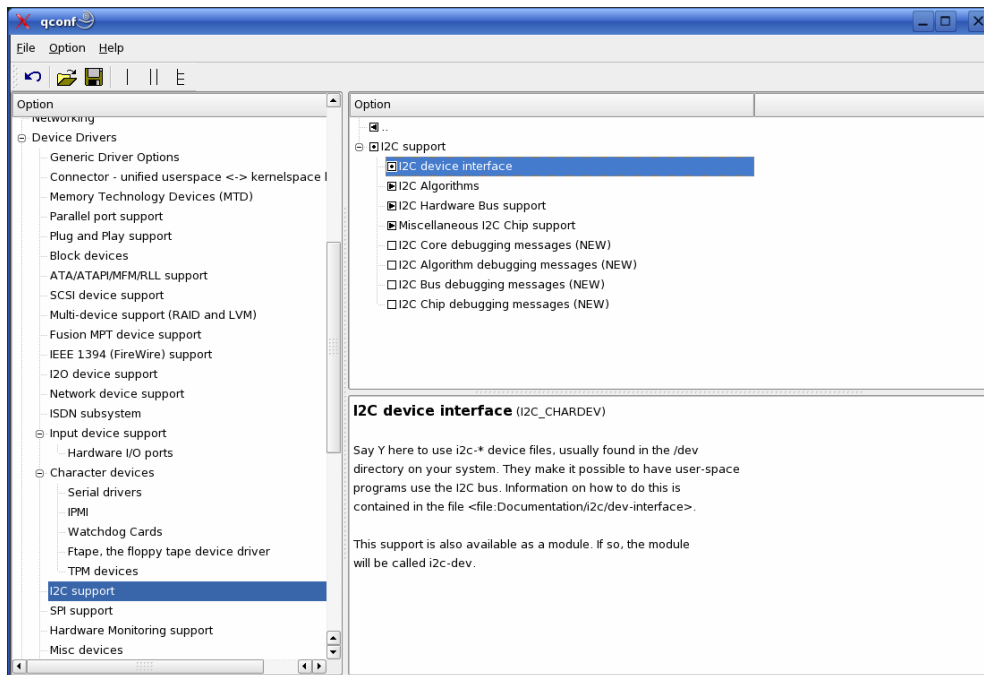 qconf
File Option Help
Option
Networking
Device Drivers
Generic Driver Options
Connector - unified userspace <-> kernelspace l
Memory Technology Devices (MTD)
Parallel port support
Plug and Play support
Block devices
ATA/ATAPI/MFM/RLL support
SCSI device support
Multi-device support (RAID and LVM)
Fusion MPT device support
IEEE 1394 (FireWire) support
I2O device support
Network device support
ISDN subsystem
Input device support
Hardware I/O ports
Character devices
Serial drivers
IPMI
Watchdog Cards
Ftape, the floppy tape device driver
TPM devices
I2C support
SPI support
Hardware Monitoring support
Misc devices
Option
..
I2C support
I2C device interface
I2C Algorithms
I2C Hardware Bus support
Miscellaneous I2C Chip support
I2C Core debugging messages (NEW)
I2C Algorithm debugging messages (NEW)
I2C Bus debugging messages (NEW)
I2C Chip debugging messages (NEW)
I2C device interface (I2C_CHARDEV)
Say Y here to use i2c-* device files, usually found in the /dev
directory on your system. They make it possible to have user-space
programs use the I2C bus. Information on how to do this is
contained in the file <file:Documentation/i2c/dev-interface>.
This support is also available as a module. If so, the module
will be called i2c-dev.